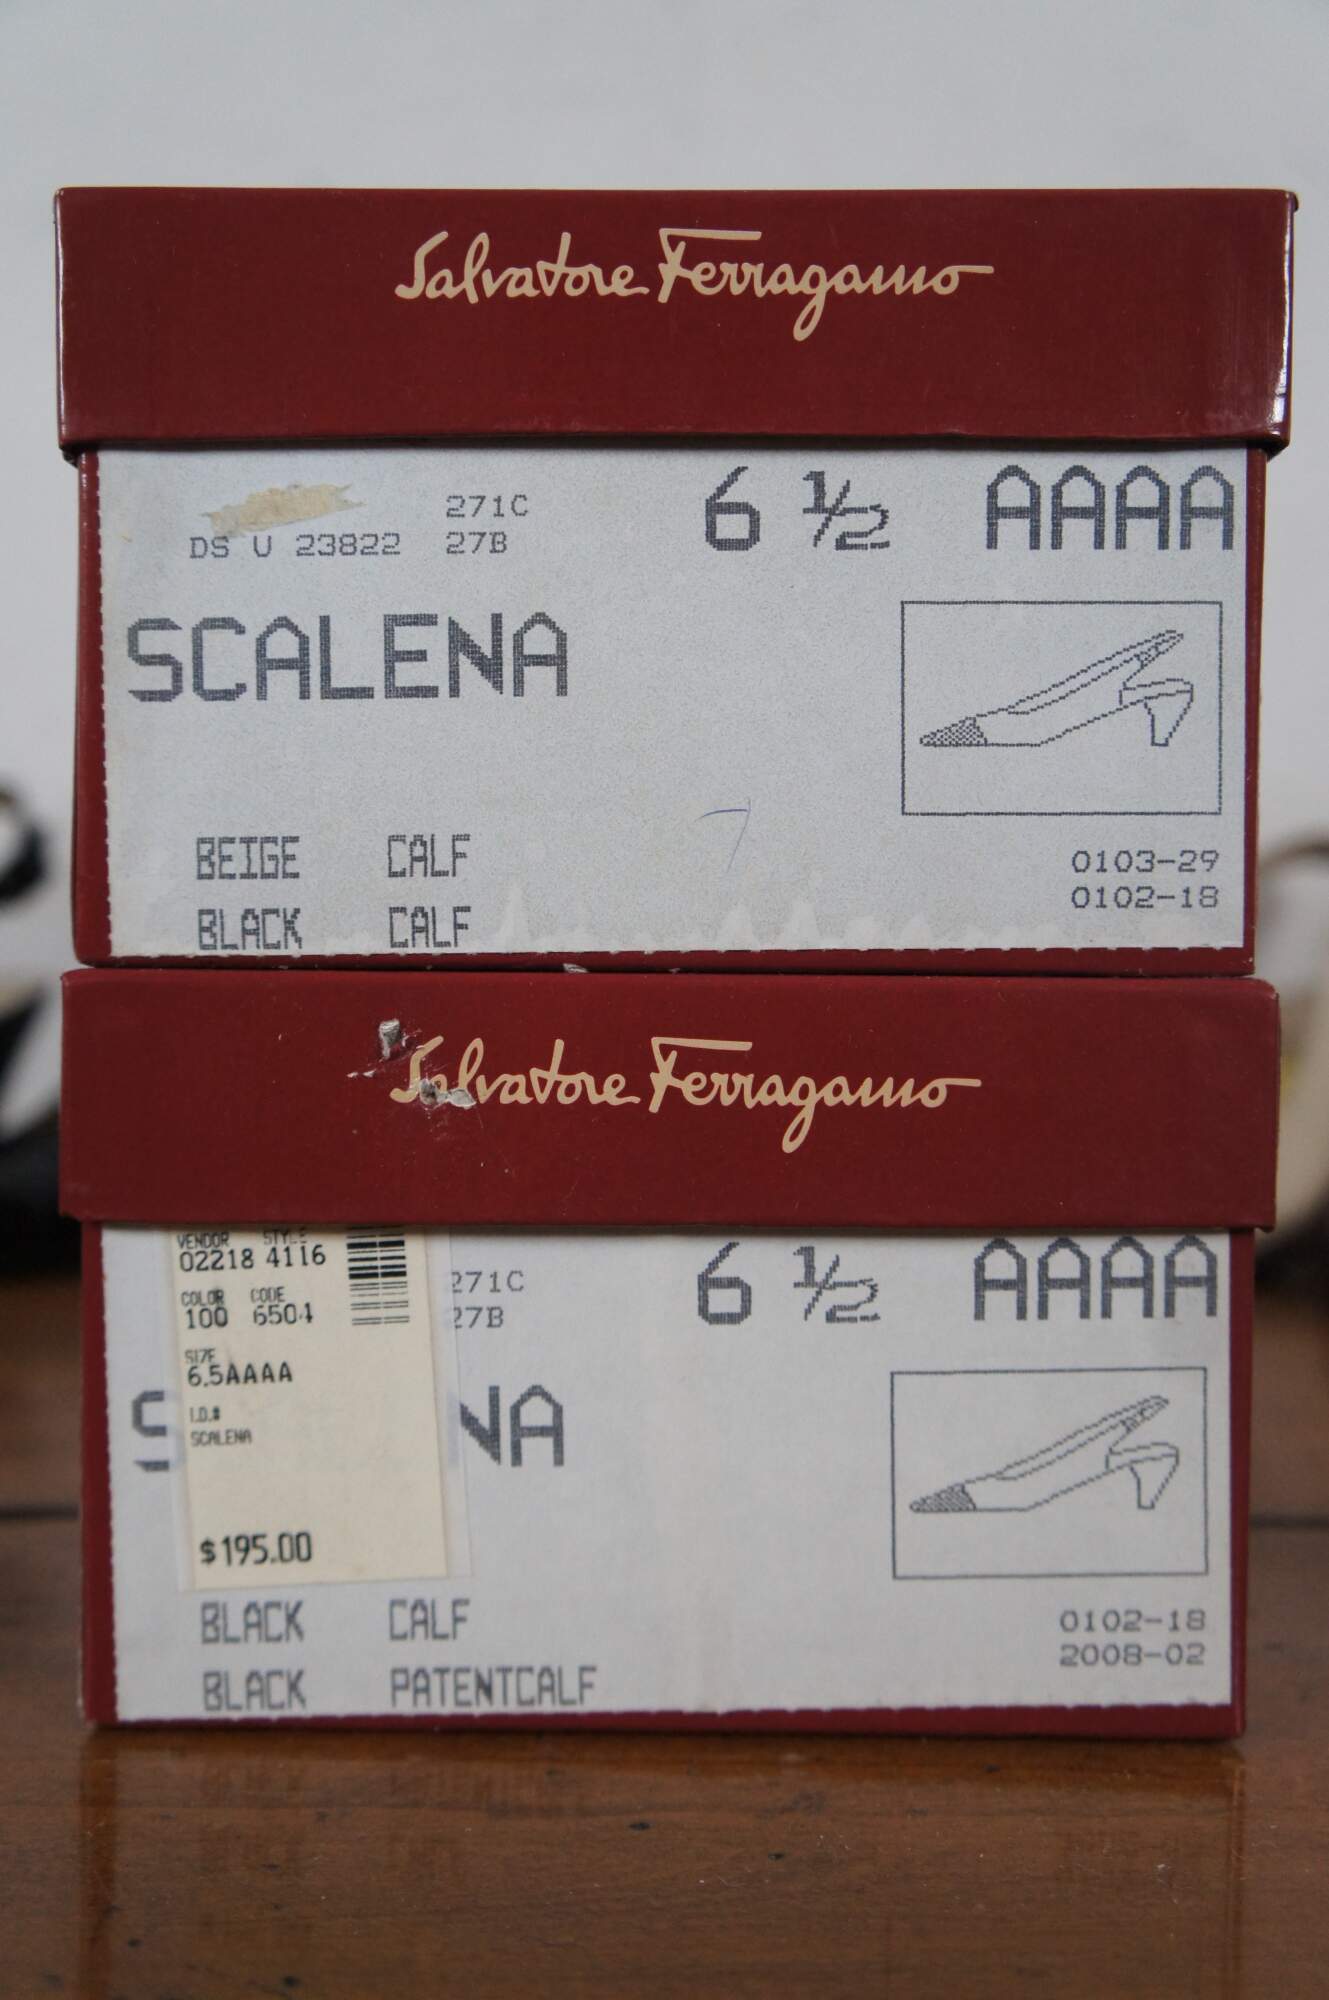 Salvatore Ferragamo
271C
6 ½ AAAA
DS U 23822 27B
SCALENA
7
BEIGE CALF 0103-29
BLACK CALF 0102-18
Salvatore Ferragamo
VENDOR STYLE
02218 4116
COLOR CODE
100 6504
SIZE
6.5AAAA
I.D.#
SCALENA
$195.00
271C
27B
6 ½ AAAA
S NA
BLACK CALF 0102-18
BLACK PATENTCALF 2008-02